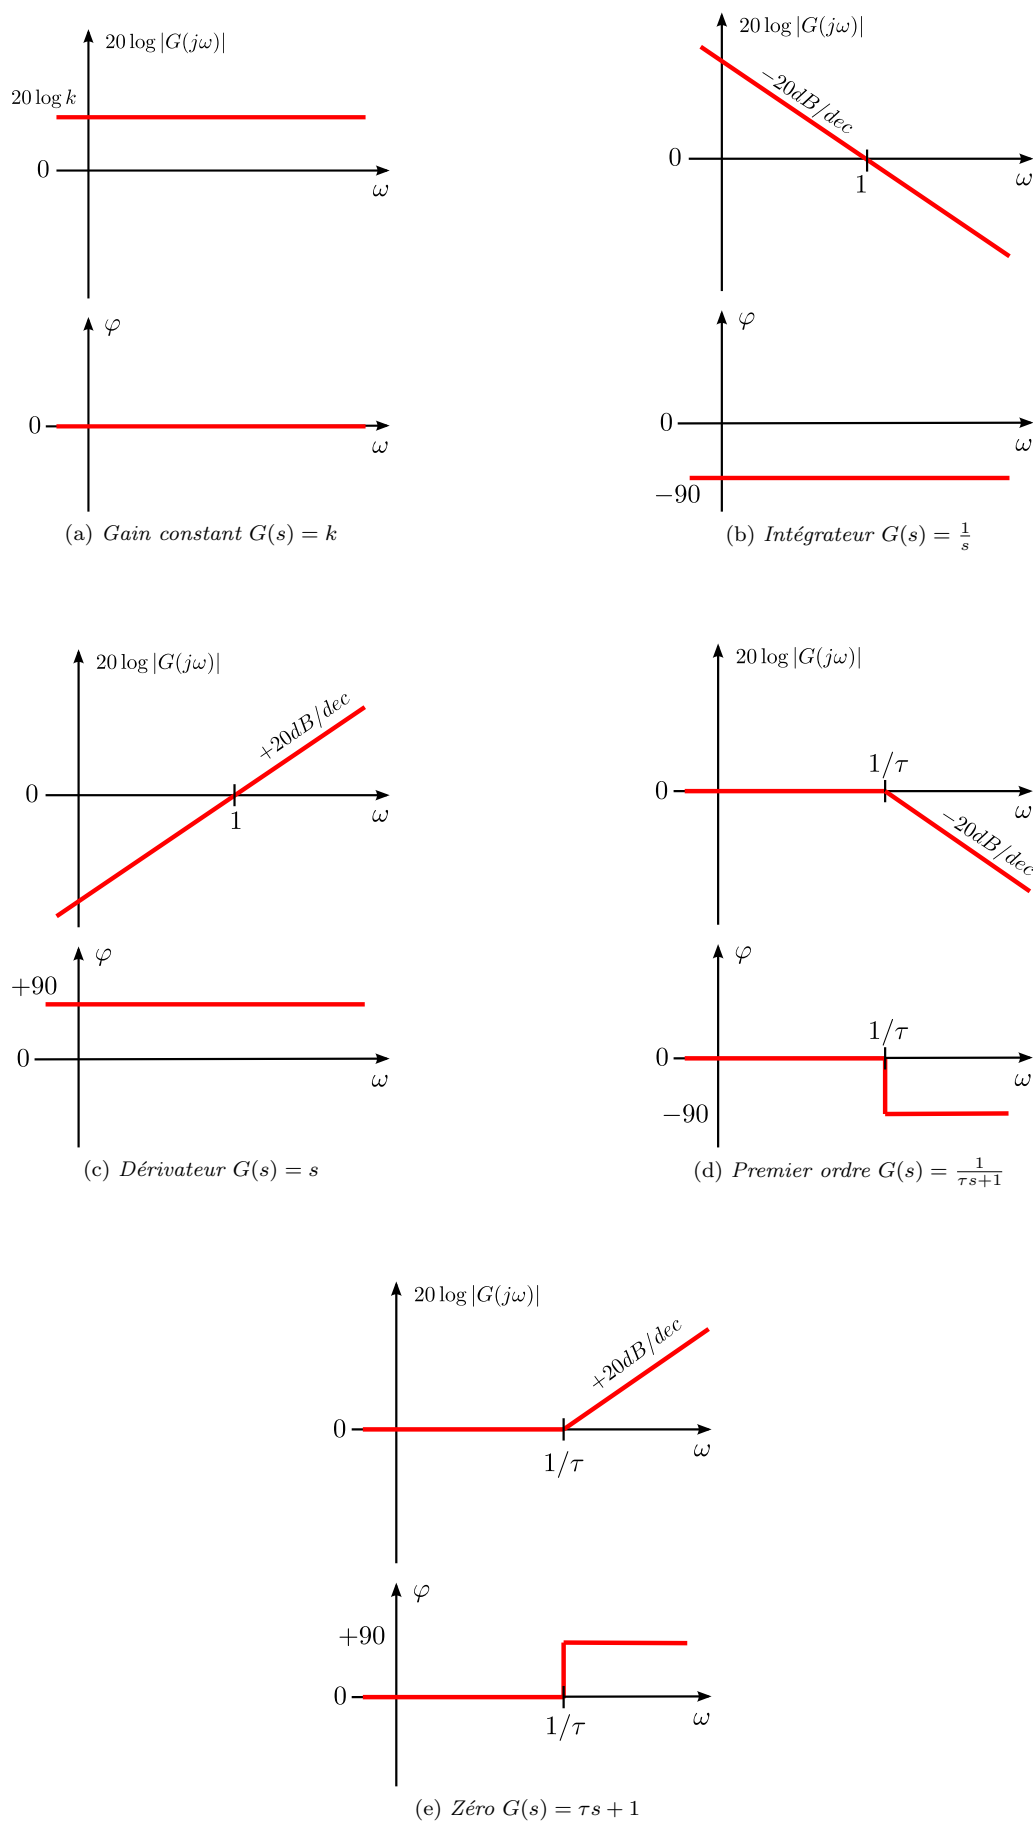 20 log |G(jω)|
20 log k
0
ω
φ
0
ω
(a) Gain constant G(s) = k
20 log |G(jω)|
−20dB/dec
0
1
ω
φ
0
ω
−90
(b) Intégrateur G(s) = 1/s
20 log |G(jω)|
+20dB/dec
0
1
ω
φ
+90
0
ω
(c) Dérivateur G(s) = s
20 log |G(jω)|
1/τ
0
ω
−20dB/dec
φ
1/τ
0
ω
−90
(d) Premier ordre G(s) = 1/(τs+1)
20 log |G(jω)|
+20dB/dec
0
1/τ
ω
φ
+90
0
1/τ
ω
(e) Zéro G(s) = τs + 1